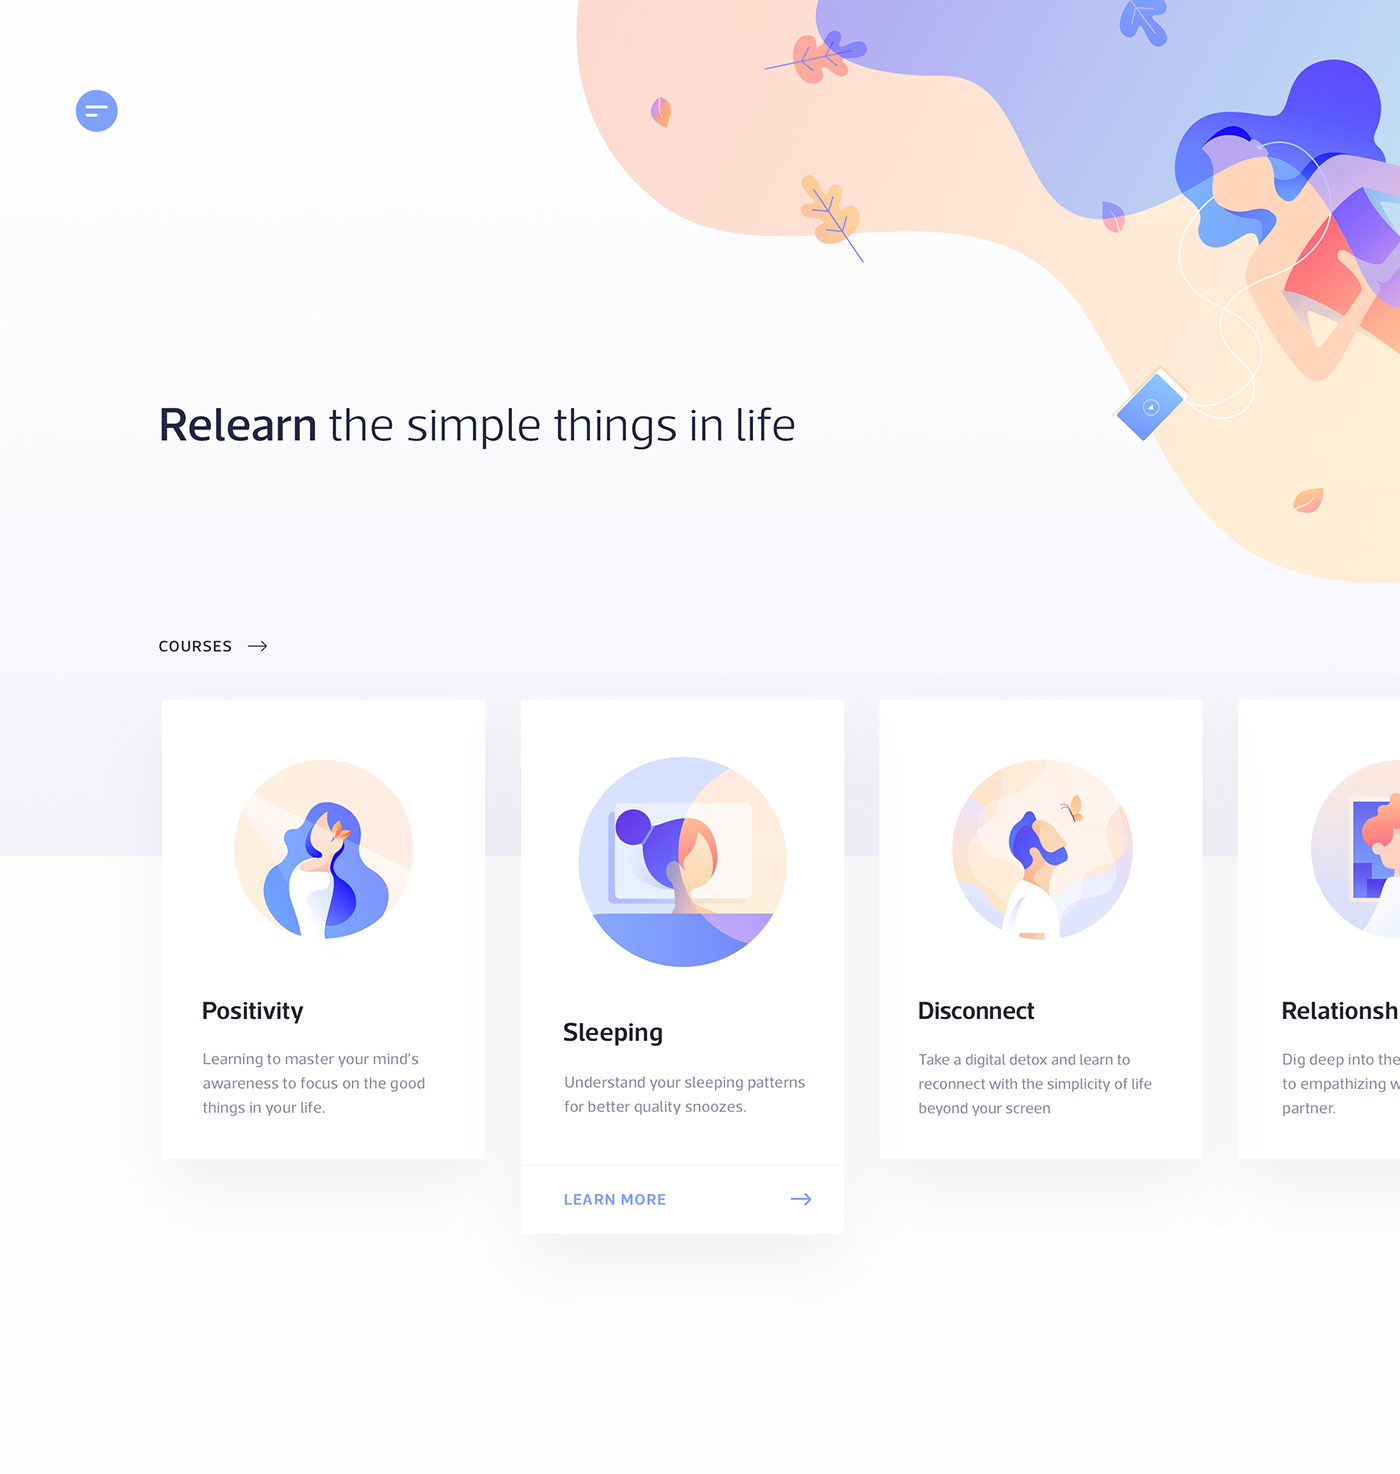 Relearn the simple things in life
COURSES
Positivity
Learning to master your mind's
awareness to focus on the good
things in your life.
Sleeping
Understand your sleeping patterns
for better quality snoozes.
LEARN MORE
Disconnect
Take a digital detox and learn to
reconnect with the simplicity of life
beyond your screen
Relationsh
Dig deep into the
to empathizing w
partner.